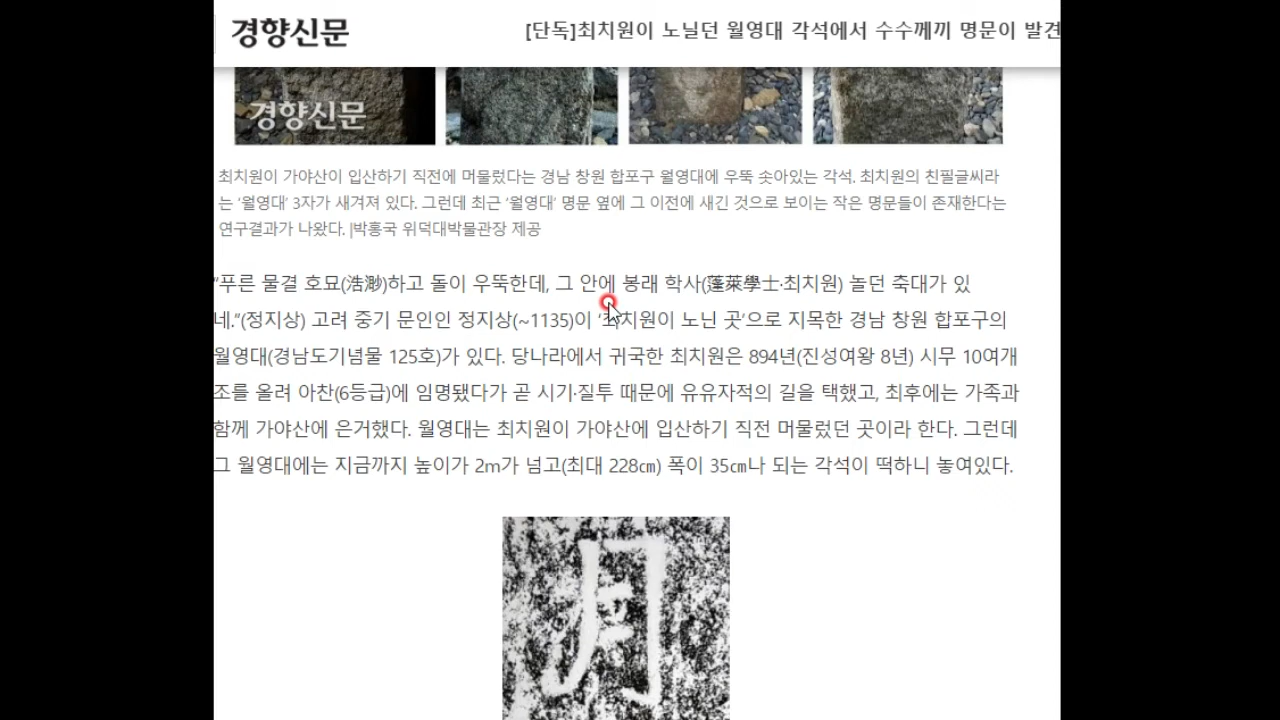 경향신문
[단독]최치원이 노닐던 월영대 각석에서 수수께끼 명문이 발견
경향신문
최치원이 가야산이 입산하기 직전에 머물렀다는 경남 창원 합포구 월영대에 우뚝 솟아있는 각석. 최치원의 친필글씨라
는 ‘월영대’ 3자가 새겨져 있다. 그런데 최근 ‘월영대’ 명문 옆에 그 이전에 새긴 것으로 보이는 작은 명문들이 존재한다는
연구결과가 나왔다. |박홍국 위덕대박물관장 제공
“푸른 물결 호묘(浩渺)하고 돌이 우뚝한데, 그 안에 봉래 학사(蓬萊學士·최치원) 놀던 축대가 있
네.”(정지상) 고려 중기 문인인 정지상(~1135)이 ‘최치원이 노닌 곳’으로 지목한 경남 창원 합포구의
월영대(경남도기념물 125호)가 있다. 당나라에서 귀국한 최치원은 894년(진성여왕 8년) 시무 10여개
조를 올려 아찬(6등급)에 임명됐다가 곧 시기·질투 때문에 유유자적의 길을 택했고, 최후에는 가족과
함께 가야산에 은거했다. 월영대는 최치원이 가야산에 입산하기 직전 머물렀던 곳이라 한다. 그런데
그 월영대에는 지금까지 높이가 2m가 넘고(최대 228㎝) 폭이 35㎝나 되는 각석이 떡하니 놓여있다.
月